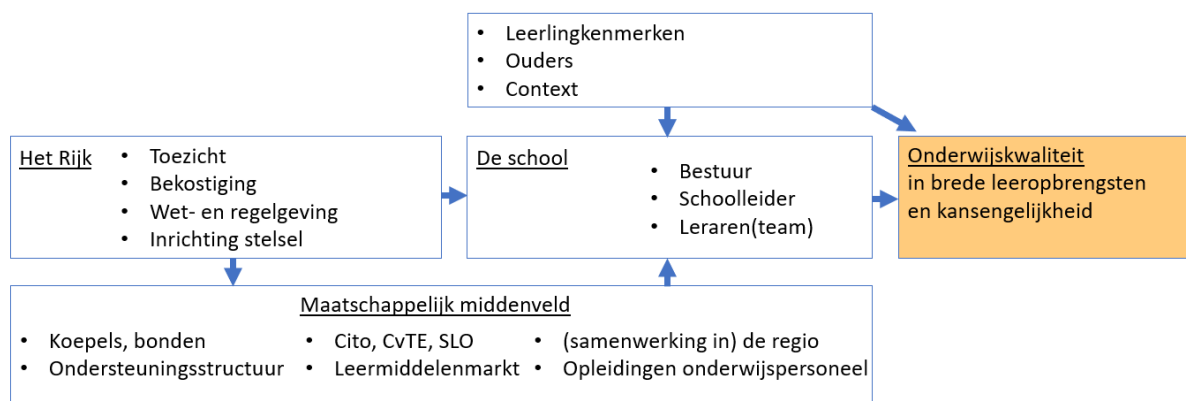 • Leerlingkenmerken
• Ouders
• Context
Het Rijk
• Toezicht
• Bekostiging
• Wet- en regelgeving
• Inrichting stelsel
De school
• Bestuur
• Schoolleider
• Leraren(team)
Onderwijskwaliteit
in brede leeropbrengsten
en kansengelijkheid
Maatschappelijk middenveld
• Koepels, bonden
• Ondersteuningsstructuur
• Cito, CvTE, SLO
• Leermiddelenmarkt
• (samenwerking in) de regio
• Opleidingen onderwijspersoneel